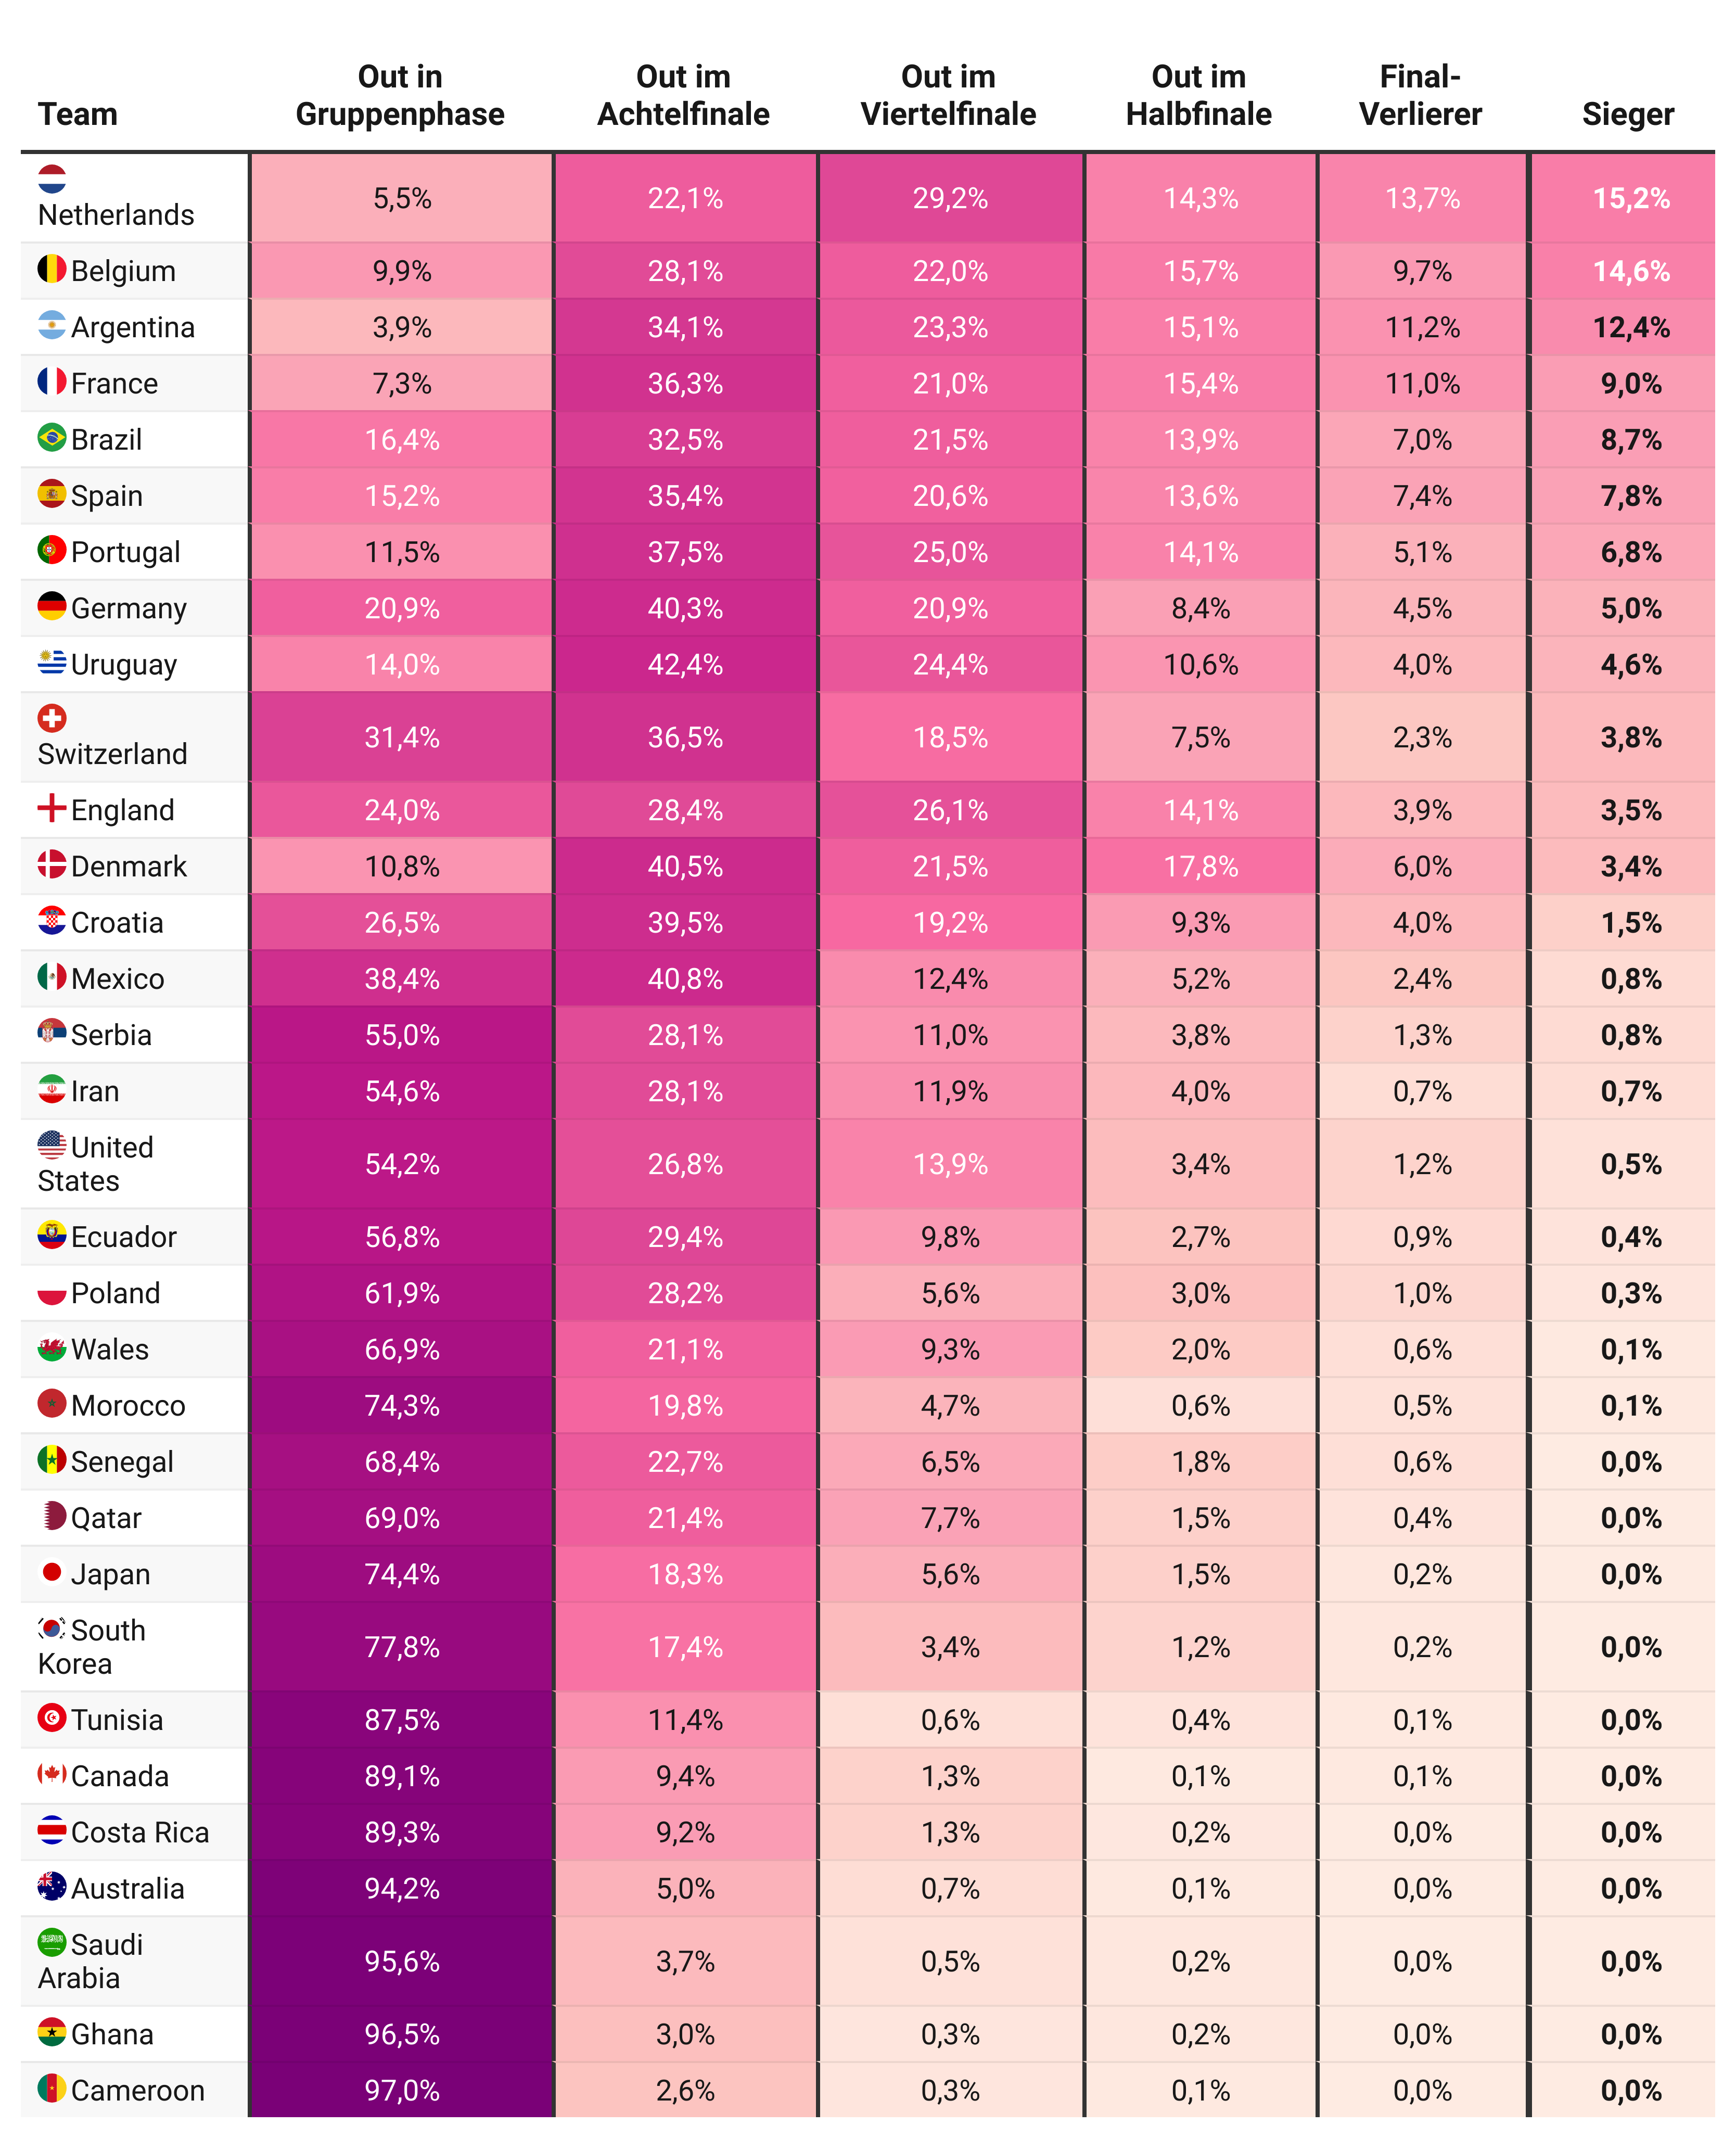 Team Out in Gruppenphase Out im Achtelfinale Out im Viertelfinale Out im Halbfinale Final-Verlierer Sieger
Netherlands 5,5% 22,1% 29,2% 14,3% 13,7% 15,2%
Belgium 9,9% 28,1% 22,0% 15,7% 9,7% 14,6%
Argentina 3,9% 34,1% 23,3% 15,1% 11,2% 12,4%
France 7,3% 36,3% 21,0% 15,4% 11,0% 9,0%
Brazil 16,4% 32,5% 21,5% 13,9% 7,0% 8,7%
Spain 15,2% 35,4% 20,6% 13,6% 7,4% 7,8%
Portugal 11,5% 37,5% 25,0% 14,1% 5,1% 6,8%
Germany 20,9% 40,3% 20,9% 8,4% 4,5% 5,0%
Uruguay 14,0% 42,4% 24,4% 10,6% 4,0% 4,6%
Switzerland 31,4% 36,5% 18,5% 7,5% 2,3% 3,8%
England 24,0% 28,4% 26,1% 14,1% 3,9% 3,5%
Denmark 10,8% 40,5% 21,5% 17,8% 6,0% 3,4%
Croatia 26,5% 39,5% 19,2% 9,3% 4,0% 1,5%
Mexico 38,4% 40,8% 12,4% 5,2% 2,4% 0,8%
Serbia 55,0% 28,1% 11,0% 3,8% 1,3% 0,8%
Iran 54,6% 28,1% 11,9% 4,0% 0,7% 0,7%
United States 54,2% 26,8% 13,9% 3,4% 1,2% 0,5%
Ecuador 56,8% 29,4% 9,8% 2,7% 0,9% 0,4%
Poland 61,9% 28,2% 5,6% 3,0% 1,0% 0,3%
Wales 66,9% 21,1% 9,3% 2,0% 0,6% 0,1%
Morocco 74,3% 19,8% 4,7% 0,6% 0,5% 0,1%
Senegal 68,4% 22,7% 6,5% 1,8% 0,6% 0,0%
Qatar 69,0% 21,4% 7,7% 1,5% 0,4% 0,0%
Japan 74,4% 18,3% 5,6% 1,5% 0,2% 0,0%
South Korea 77,8% 17,4% 3,4% 1,2% 0,2% 0,0%
Tunisia 87,5% 11,4% 0,6% 0,4% 0,1% 0,0%
Canada 89,1% 9,4% 1,3% 0,1% 0,1% 0,0%
Costa Rica 89,3% 9,2% 1,3% 0,2% 0,0% 0,0%
Australia 94,2% 5,0% 0,7% 0,1% 0,0% 0,0%
Saudi Arabia 95,6% 3,7% 0,5% 0,2% 0,0% 0,0%
Ghana 96,5% 3,0% 0,3% 0,2% 0,0% 0,0%
Cameroon 97,0% 2,6% 0,3% 0,1% 0,0% 0,0%